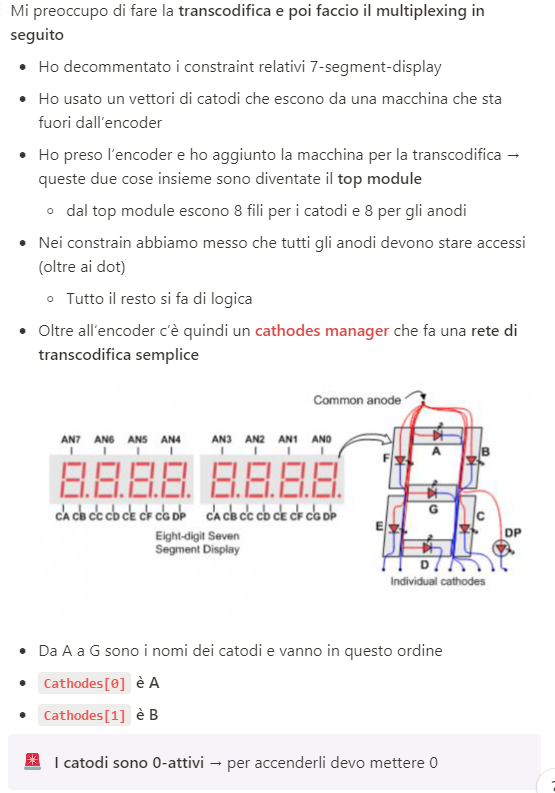 Mi preoccupo di fare la transcodifica e poi faccio il multiplexing in
seguito
• Ho decommentato i constraint relativi 7-segment-display
• Ho usato un vettori di catodi che escono da una macchina che sta
fuori dall'encoder
• Ho preso l'encoder e ho aggiunto la macchina per la transcodifica →
queste due cose insieme sono diventate il top module
◦ dal top module escono 8 fili per i catodi e 8 per gli anodi
• Nei constrain abbiamo messo che tutti gli anodi devono stare accessi
(oltre ai dot)
◦ Tutto il resto si fa di logica
• Oltre all'encoder c'è quindi un cathodes manager che fa una rete di
transcodifica semplice
Common anode
AN7 AN6 AN5 AN4 AN3 AN2 AN1 AN0
8.8.8.8. 8.8.8.8.
CA CB CC CD CE CF CG DP CA CB CC CD CE CF CG DP
Eight-digit Seven
Segment Display
F A B
G
E C
D DP
Individual cathodes
• Da A a G sono i nomi dei catodi e vanno in questo ordine
• Cathodes[0] è A
• Cathodes[1] è B
🚨 I catodi sono 0-attivi → per accenderli devo mettere 0